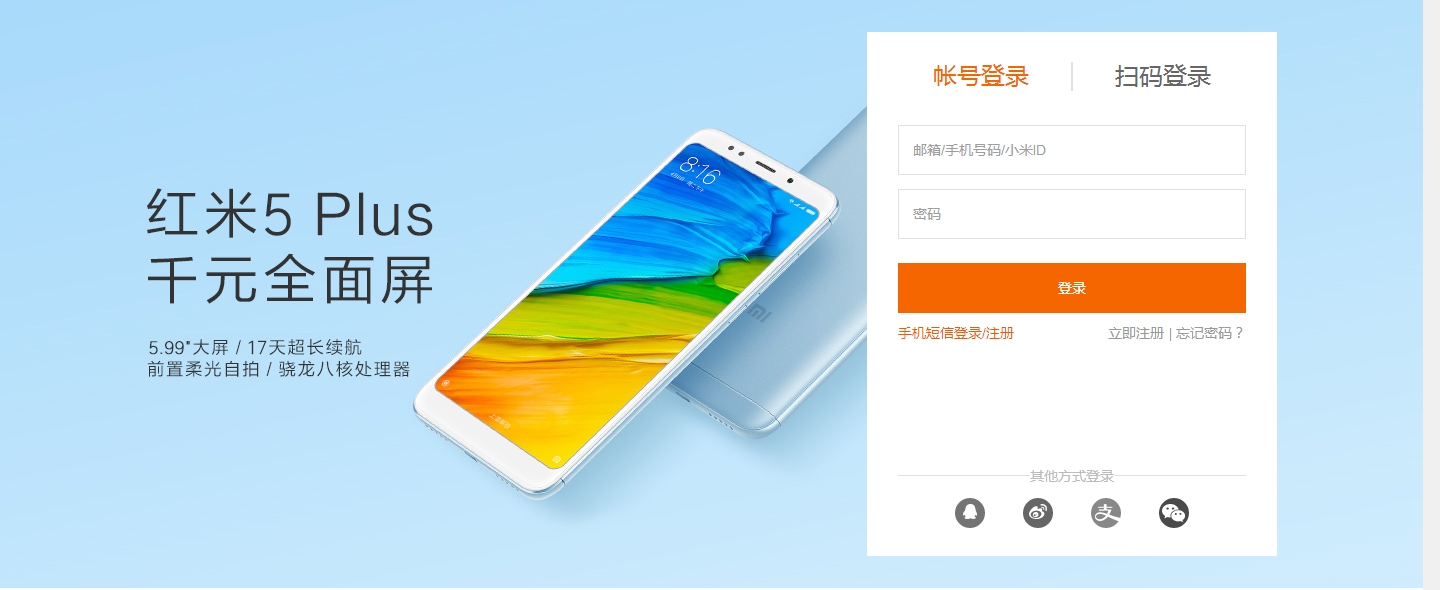 帐号登录
扫码登录
邮箱/手机号码/小米ID
密码
登录
手机短信登录/注册
立即注册 | 忘记密码？
其他方式登录
支
红米5 Plus
千元全面屏
5.99"大屏 / 17天超长续航
前置柔光自拍 / 骁龙八核处理器
8:16
mi